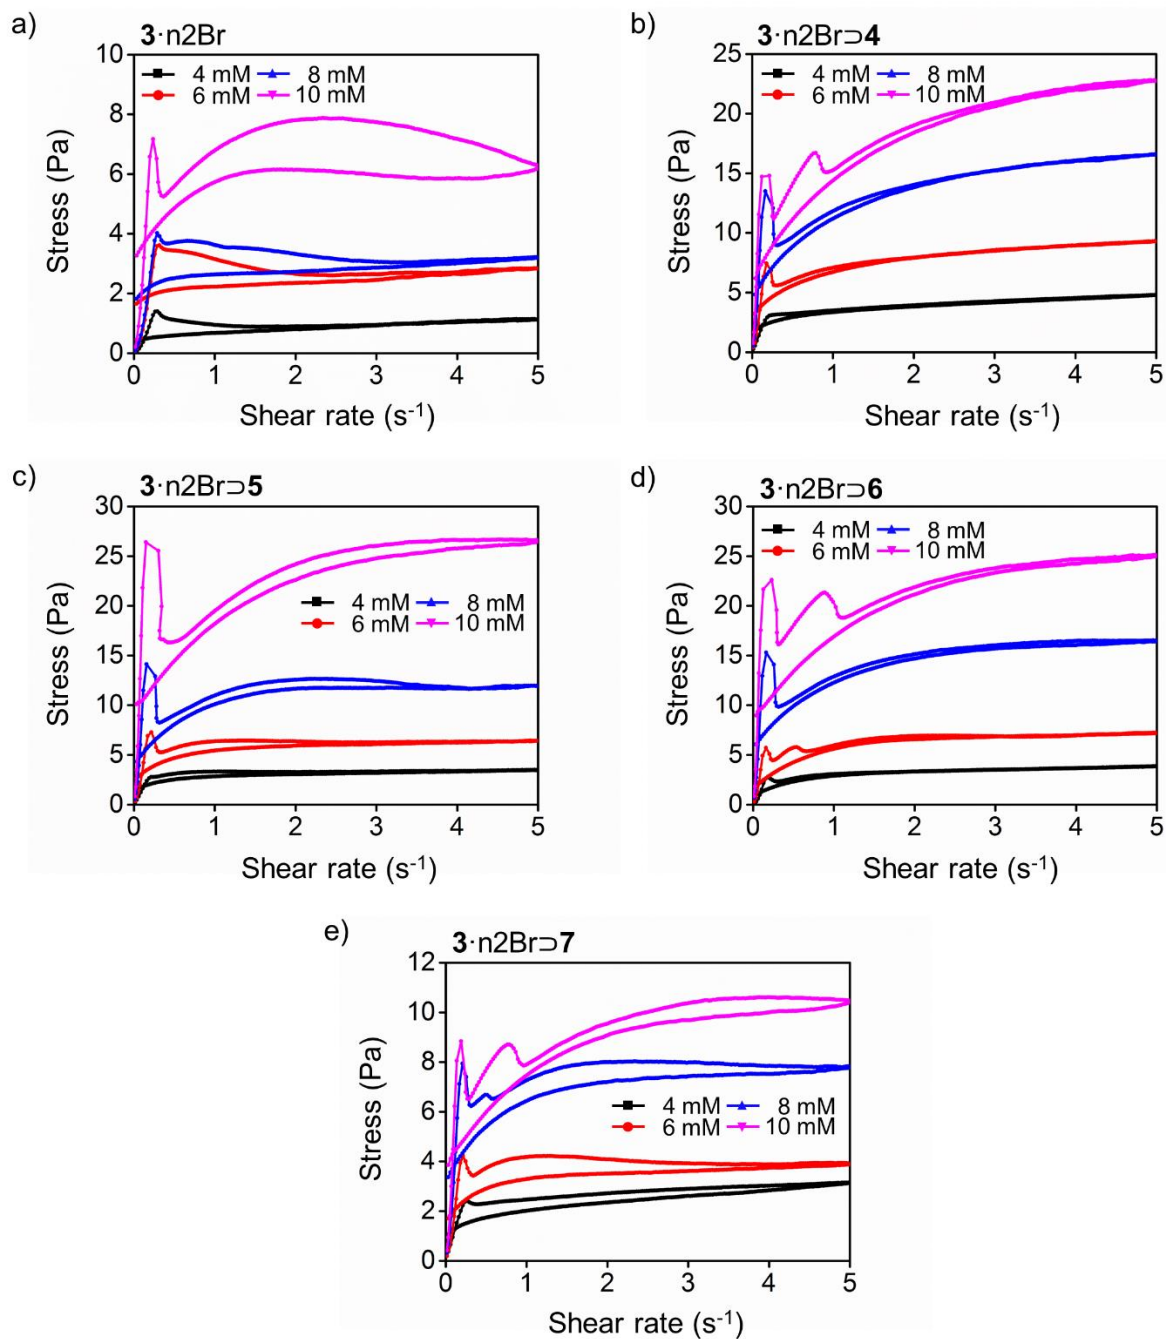 a)
3·n2Br
4 mM 8 mM
6 mM 10 mM
10
8
6
4
2
0
Stress (Pa)
0 1 2 3 4 5
Shear rate (s⁻¹)
b)
3·n2Br⊃4
4 mM 8 mM
6 mM 10 mM
25
20
15
10
5
0
Stress (Pa)
0 1 2 3 4 5
Shear rate (s⁻¹)
c)
3·n2Br⊃5
30
25
20
15
10
5
0
Stress (Pa)
4 mM 8 mM
6 mM 10 mM
0 1 2 3 4 5
Shear rate (s⁻¹)
d)
3·n2Br⊃6
4 mM 8 mM
6 mM 10 mM
30
25
20
15
10
5
0
Stress (Pa)
0 1 2 3 4 5
Shear rate (s⁻¹)
e)
3·n2Br⊃7
12
10
8
6
4
2
0
Stress (Pa)
4 mM 8 mM
6 mM 10 mM
0 1 2 3 4 5
Shear rate (s⁻¹)